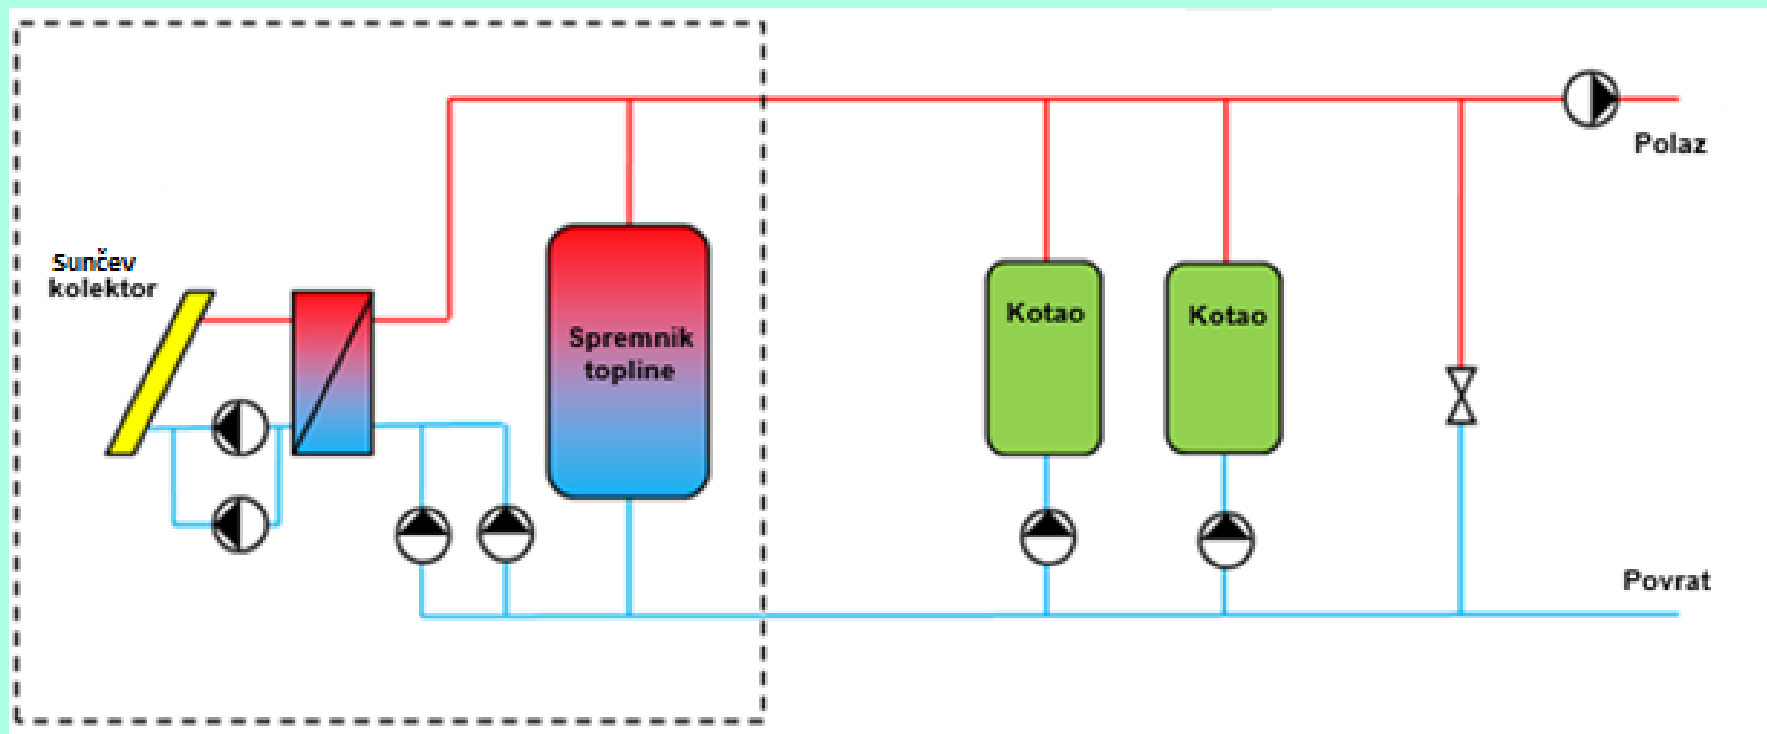 Sunčev
kolektor
Spremnik
topline
Kotao
Kotao
Polaz
Povrat